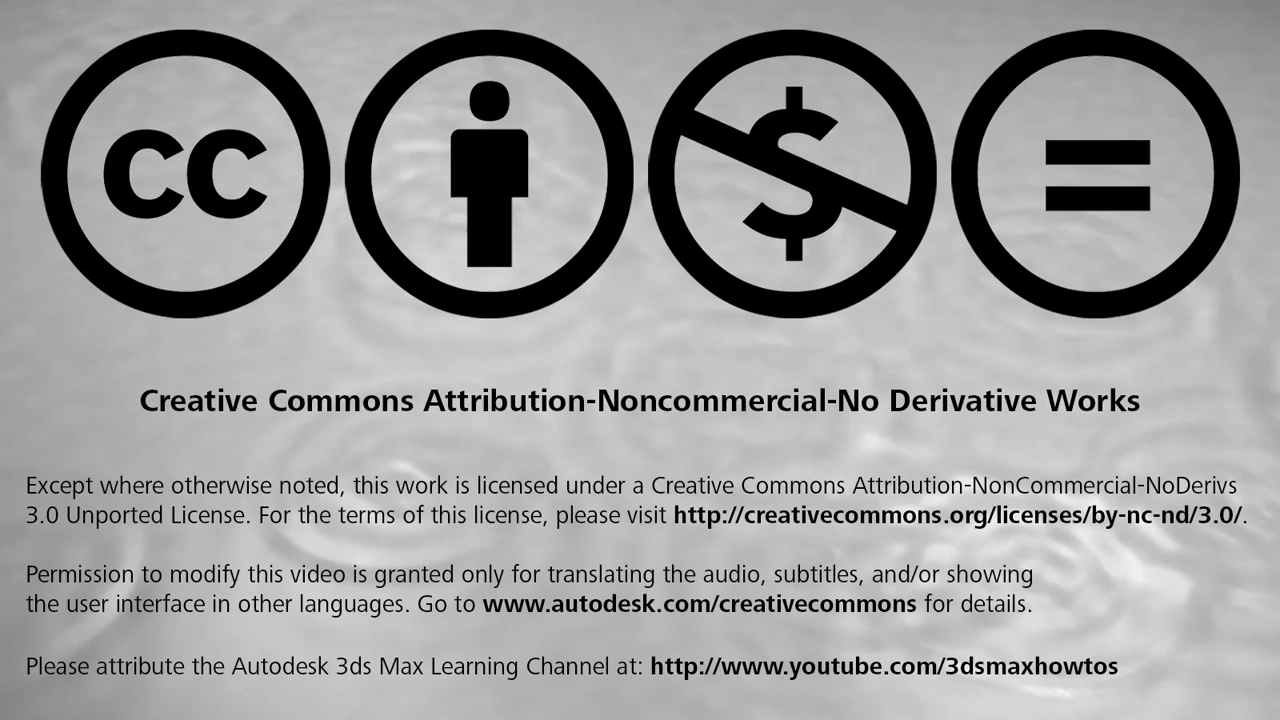 cc $ =
Creative Commons Attribution-Noncommercial-No Derivative Works
Except where otherwise noted, this work is licensed under a Creative Commons Attribution-NonCommercial-NoDerivs
3.0 Unported License. For the terms of this license, please visit http://creativecommons.org/licenses/by-nc-nd/3.0/.
Permission to modify this video is granted only for translating the audio, subtitles, and/or showing
the user interface in other languages. Go to www.autodesk.com/creativecommons for details.
Please attribute the Autodesk 3ds Max Learning Channel at: http://www.youtube.com/3dsmaxhowtos